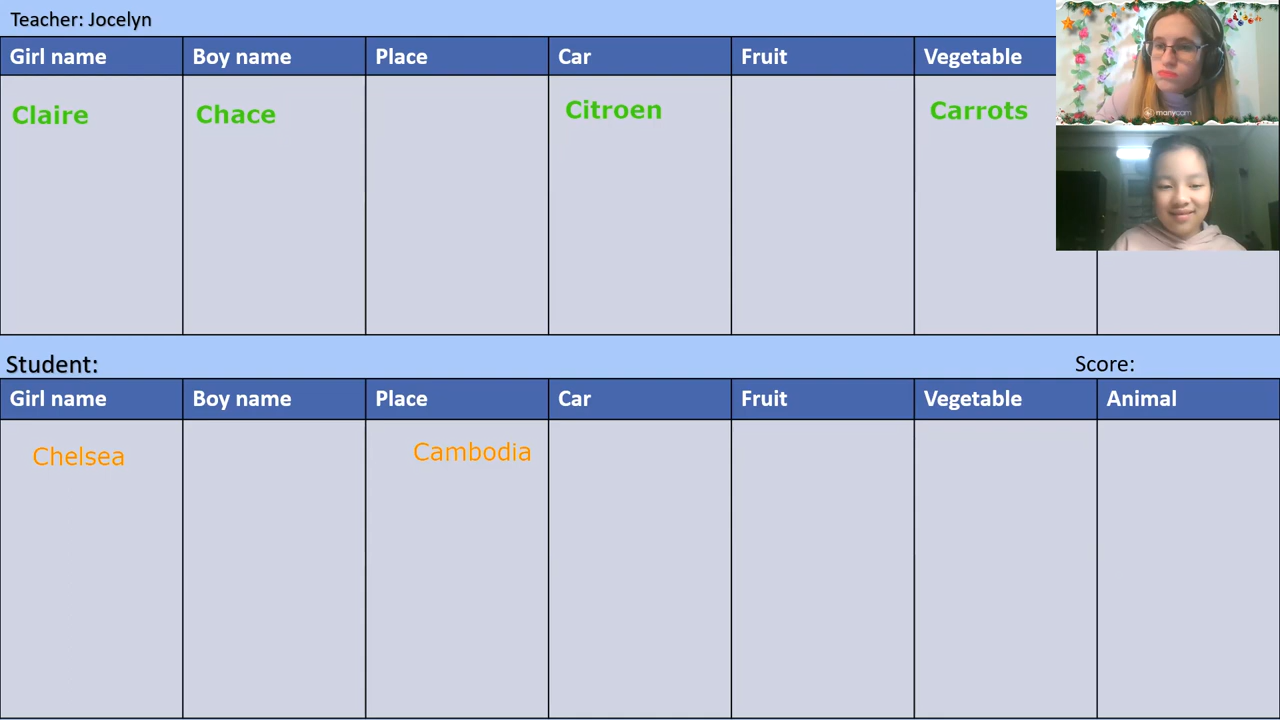 Teacher: Jocelyn
Girl name Boy name Place Car Fruit Vegetable
Claire Chace Citroen Carrots
manycam
Student: Score:
Girl name Boy name Place Car Fruit Vegetable Animal
Chelsea Cambodia